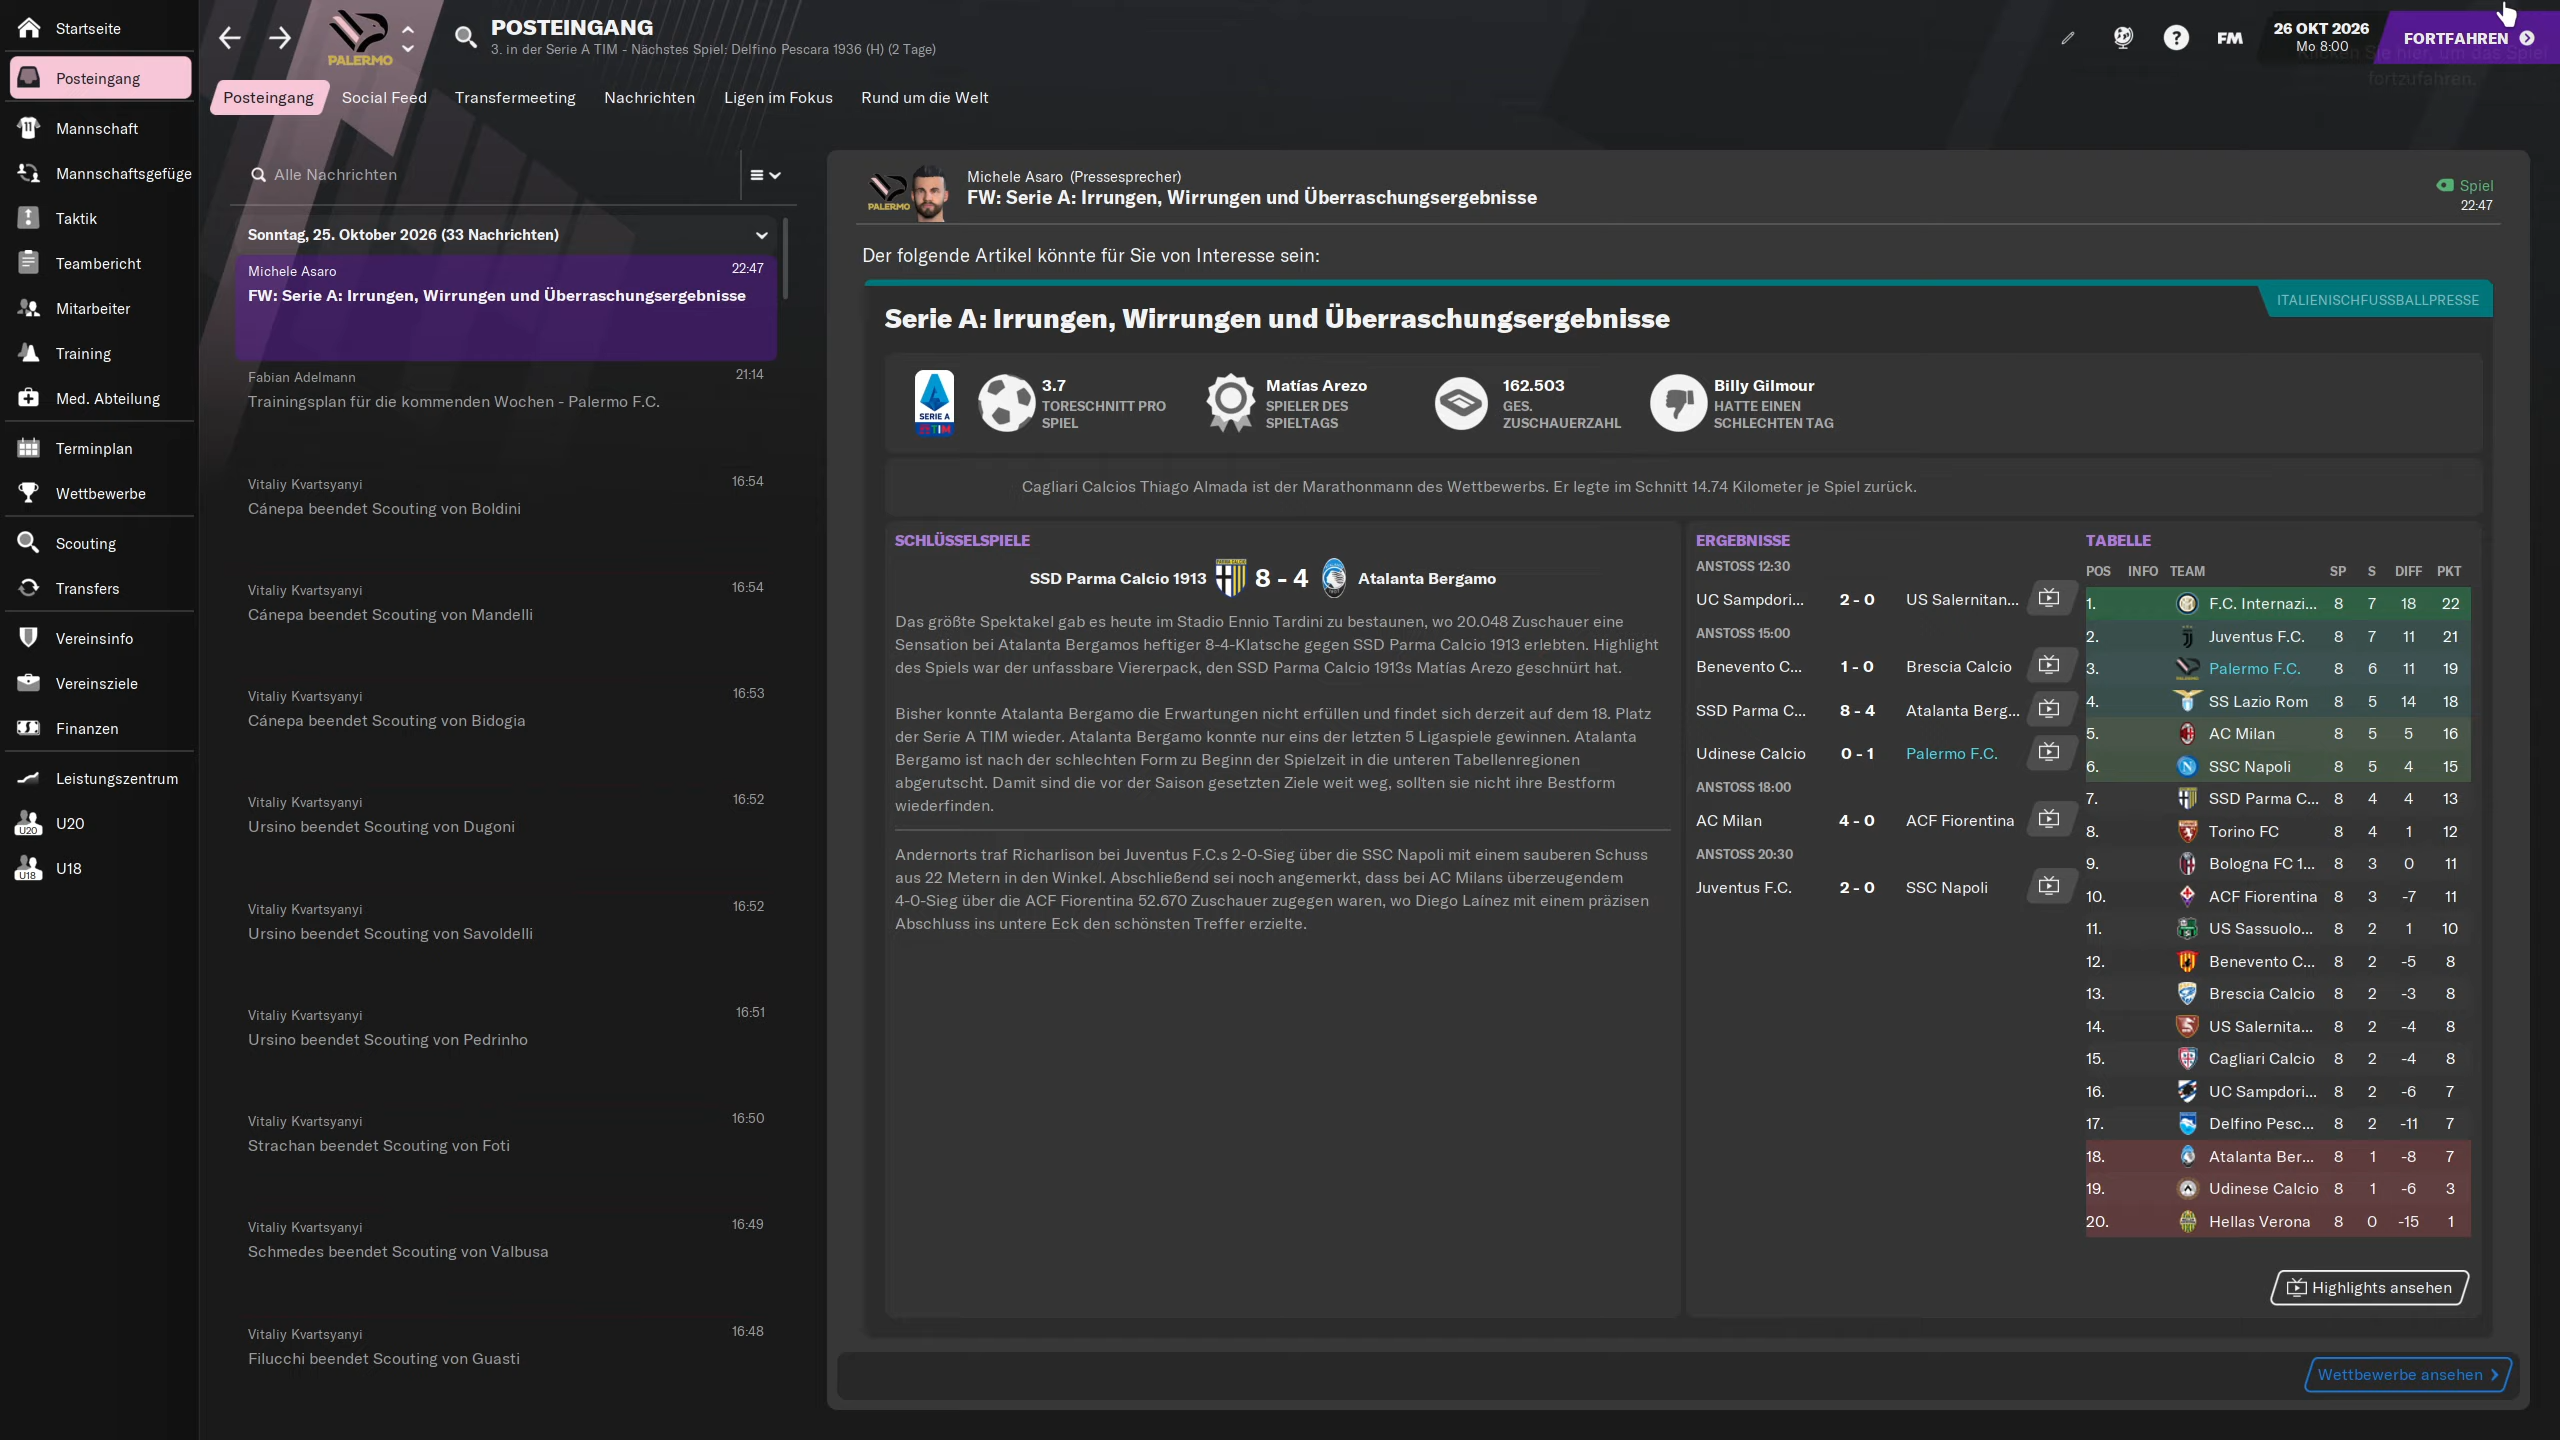 Startseite
Posteingang
Mannschaft
Mannschaftsgefüge
Taktik
Teambericht
Mitarbeiter
Training
Med. Abteilung
Terminplan
Wettbewerbe
Scouting
Transfers
Vereinsinfo
Vereinsziele
Finanzen
Leistungszentrum
U20 U20
U18 U18
PALERMO
POSTEINGANG
3. in der Serie A TIM - Nächstes Spiel: Delfino Pescara 1936 (H) (2 Tage)
FM
26 OKT 2026
Mo 8:00
FORTFAHREN
fortzufahren.
Posteingang Social Feed Transfermeeting Nachrichten Ligen im Fokus Rund um die Welt
Alle Nachrichten
Sonntag, 25. Oktober 2026 (33 Nachrichten)
Michele Asaro 22:47
FW: Serie A: Irrungen, Wirrungen und Überraschungsergebnisse
Fabian Adelmann 21:14
Trainingsplan für die kommenden Wochen - Palermo F.C.
Vitaliy Kvartsyanyi 16:54
Cánepa beendet Scouting von Boldini
Vitaliy Kvartsyanyi 16:54
Cánepa beendet Scouting von Mandelli
Vitaliy Kvartsyanyi 16:53
Cánepa beendet Scouting von Bidogia
Vitaliy Kvartsyanyi 16:52
Ursino beendet Scouting von Dugoni
Vitaliy Kvartsyanyi 16:52
Ursino beendet Scouting von Savoldelli
Vitaliy Kvartsyanyi 16:51
Ursino beendet Scouting von Pedrinho
Vitaliy Kvartsyanyi 16:50
Strachan beendet Scouting von Foti
Vitaliy Kvartsyanyi 16:49
Schmedes beendet Scouting von Valbusa
Vitaliy Kvartsyanyi 16:48
Filucchi beendet Scouting von Guasti
PALERMO
Michele Asaro (Pressesprecher)
FW: Serie A: Irrungen, Wirrungen und Überraschungsergebnisse
Spiel
22:47
Der folgende Artikel könnte für Sie von Interesse sein:
ITALIENISCHFUSSBALLPRESSE
Serie A: Irrungen, Wirrungen und Überraschungsergebnisse
SERIE A
TIM
3.7
TORESCHNITT PRO
SPIEL
Matías Arezo
SPIELER DES
SPIELTAGS
162.503
GES.
ZUSCHAUERZAHL
Billy Gilmour
HATTE EINEN
SCHLECHTEN TAG
Cagliari Calcios Thiago Almada ist der Marathonmann des Wettbewerbs. Er legte im Schnitt 14.74 Kilometer je Spiel zurück.
SCHLÜSSELSPIELE
SSD Parma Calcio 1913 8 - 4 Atalanta Bergamo
Das größte Spektakel gab es heute im Stadio Ennio Tardini zu bestaunen, wo 20.048 Zuschauer eine
Sensation bei Atalanta Bergamos heftiger 8-4-Klatsche gegen SSD Parma Calcio 1913 erlebten. Highlight
des Spiels war der unfassbare Viererpack, den SSD Parma Calcio 1913s Matías Arezo geschnürt hat.
Bisher konnte Atalanta Bergamo die Erwartungen nicht erfüllen und findet sich derzeit auf dem 18. Platz
der Serie A TIM wieder. Atalanta Bergamo konnte nur eins der letzten 5 Ligaspiele gewinnen. Atalanta
Bergamo ist nach der schlechten Form zu Beginn der Spielzeit in die unteren Tabellenregionen
abgerutscht. Damit sind die vor der Saison gesetzten Ziele weit weg, sollten sie nicht ihre Bestform
wiederfinden.
Andernorts traf Richarlison bei Juventus F.C.s 2-0-Sieg über die SSC Napoli mit einem sauberen Schuss
aus 22 Metern in den Winkel. Abschließend sei noch angemerkt, dass bei AC Milans überzeugendem
4-0-Sieg über die ACF Fiorentina 52.670 Zuschauer zugegen waren, wo Diego Laínez mit einem präzisen
Abschluss ins untere Eck den schönsten Treffer erzielte.
ERGEBNISSE
ANSTOSS 12:30
UC Sampdori... 2 - 0 US Salernitan...
ANSTOSS 15:00
Benevento C... 1 - 0 Brescia Calcio
SSD Parma C... 8 - 4 Atalanta Berg...
Udinese Calcio 0 - 1 Palermo F.C.
ANSTOSS 18:00
AC Milan 4 - 0 ACF Fiorentina
ANSTOSS 20:30
Juventus F.C. 2 - 0 SSC Napoli
TABELLE
POS INFO TEAM SP S DIFF PKT
1. F.C. Internazi... 8 7 18 22
2. Juventus F.C. 8 7 11 21
3. Palermo F.C. 8 6 11 19
4. SS Lazio Rom 8 5 14 18
5. AC Milan 8 5 5 16
6. SSC Napoli 8 5 4 15
7. SSD Parma C... 8 4 4 13
8. Torino FC 8 4 1 12
9. Bologna FC 1... 8 3 0 11
10. ACF Fiorentina 8 3 -7 11
11. US Sassuolo... 8 2 1 10
12. Benevento C... 8 2 -5 8
13. Brescia Calcio 8 2 -3 8
14. US Salernita... 8 2 -4 8
15. Cagliari Calcio 8 2 -4 8
16. UC Sampdori... 8 2 -6 7
17. Delfino Pesc... 8 2 -11 7
18. Atalanta Ber... 8 1 -8 7
19. Udinese Calcio 8 1 -6 3
20. Hellas Verona 8 0 -15 1
Highlights ansehen
Wettbewerbe ansehen